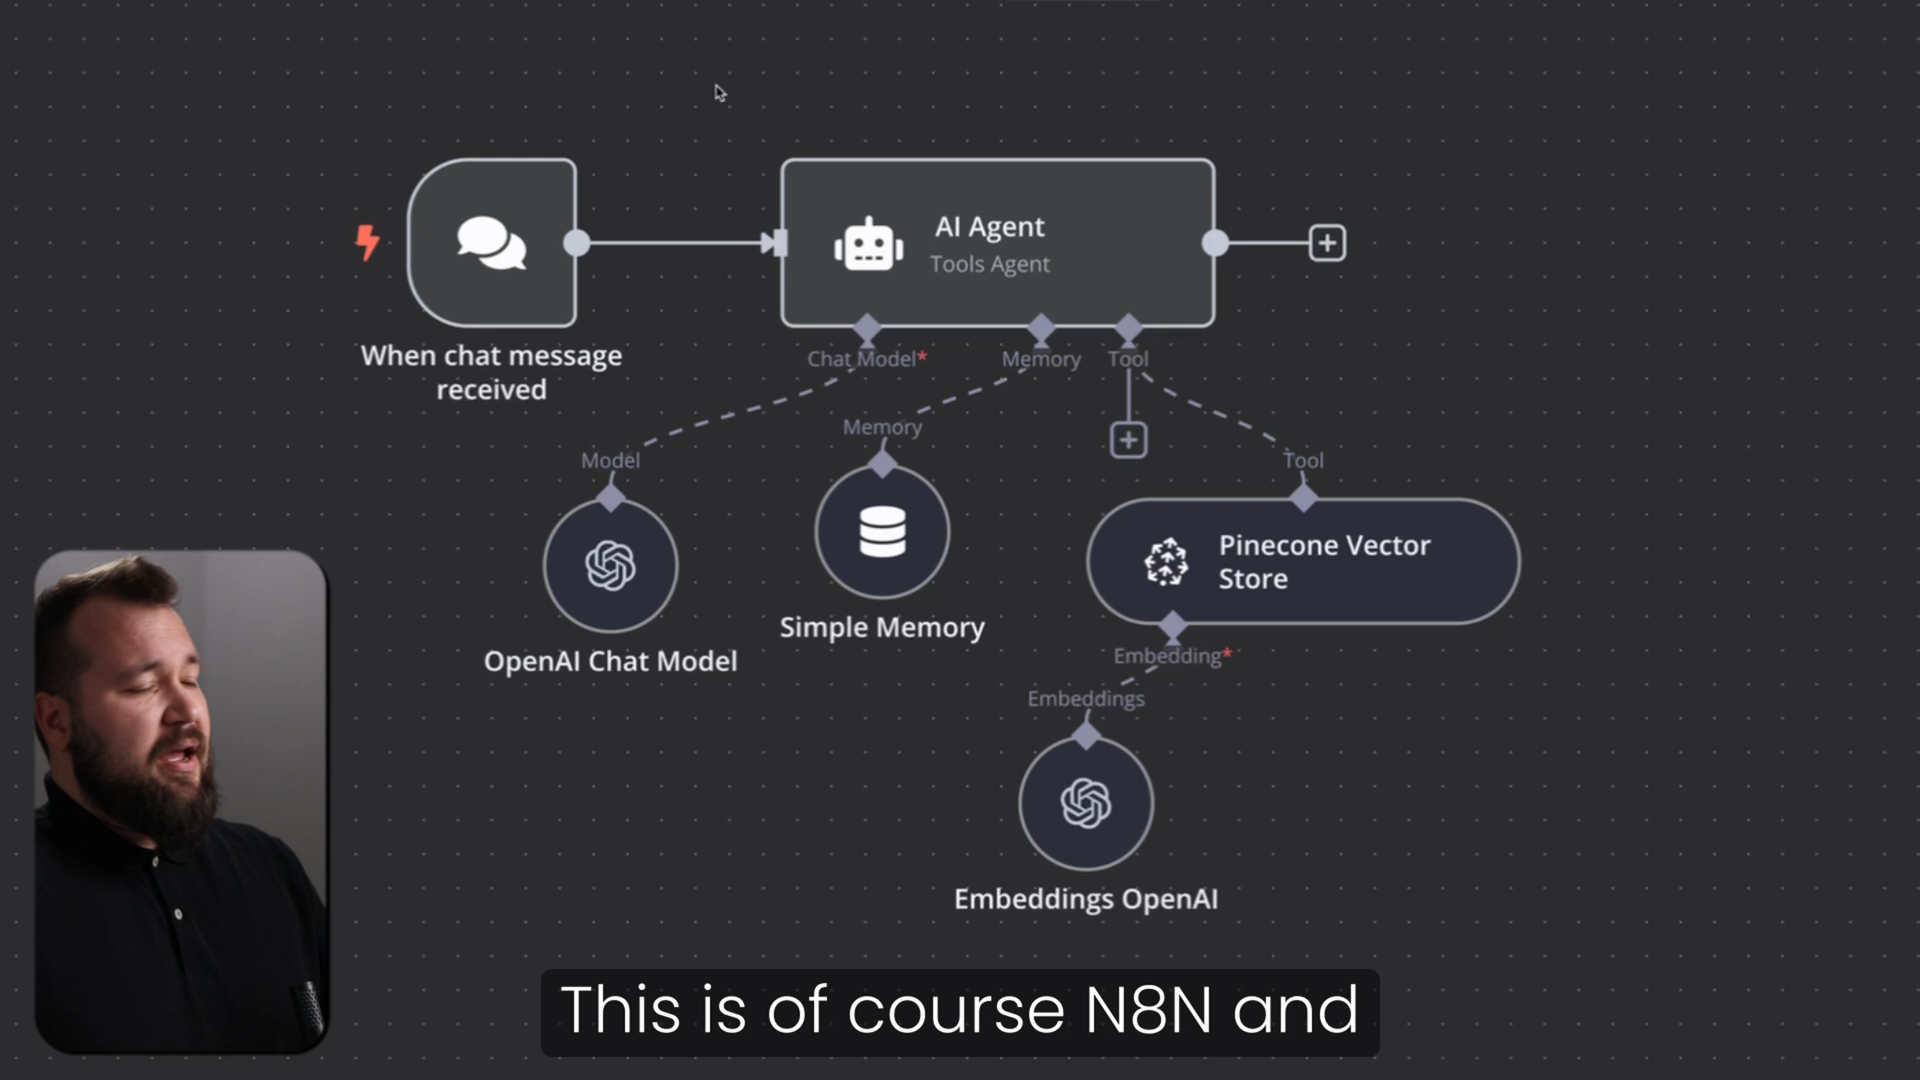 AI Agent
Tools Agent
When chat message
received
Chat Model*
Memory
Tool
Memory
Model
Tool
Pinecone Vector
Store
Simple Memory
OpenAI Chat Model
Embedding*
Embeddings
Embeddings OpenAI
This is of course N8N and